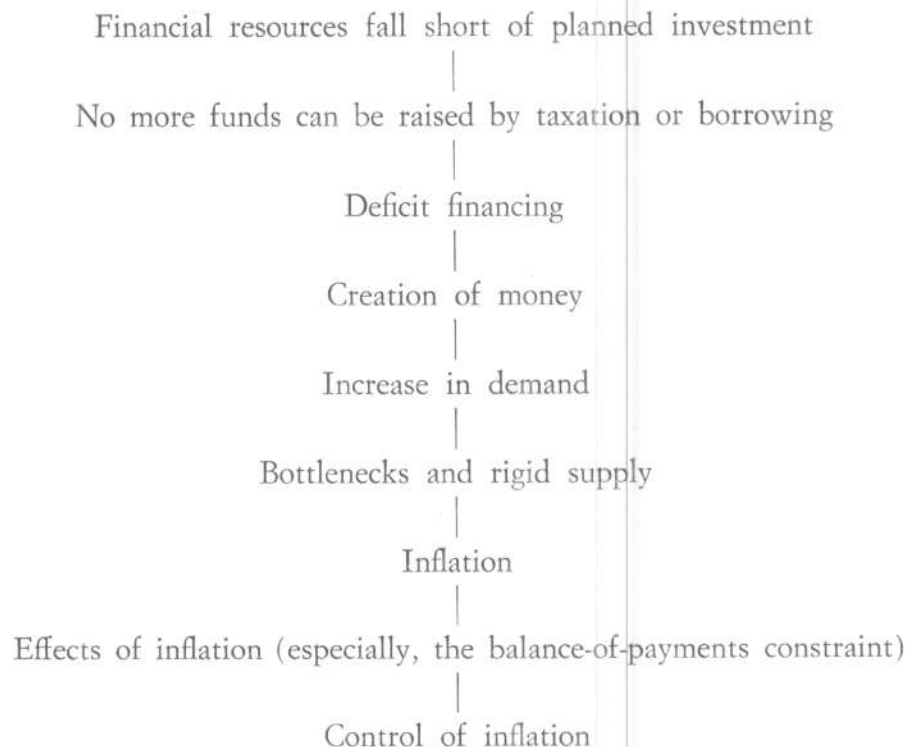 Financial resources fall short of planned investment
No more funds can be raised by taxation or borrowing
Deficit financing
Creation of money
Increase in demand
Bottlenecks and rigid supply
Inflation
Effects of inflation (especially, the balance-of-payments constraint)
Control of inflation